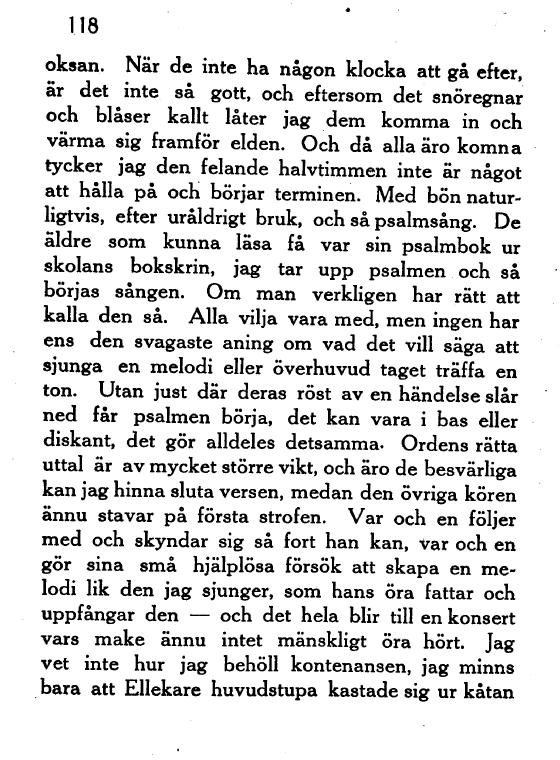 118
oksan. När de inte ha någon klocka att gå efter,
är det inte så gott, och eftersom det snöregnar
och blåser kallt låter jag dem komma in och
värma sig framför elden. Och då alla äro komna
tycker jag den felande halvtimmen inte är något
att hålla på och börjar terminen. Med bön natur-
ligtvis, efter uråldrigt bruk, och så psalmsång. De
äldre som kunna läsa få var sin psalmbok ur
skolans bokskrin, jag tar upp psalmen och så
börjas sången. Om man verkligen har rätt att
kalla den så. Alla vilja vara med, men ingen har
ens den svagaste aning om vad det vill säga att
sjunga en melodi eller överhuvud taget träffa en
ton. Utan just där deras röst av en händelse slår
ned får psalmen börja, det kan vara i bas eller
diskant, det gör alldeles detsamma. Ordens rätta
uttal är av mycket större vikt, och äro de besvärliga
kan jag hinna sluta versen, medan den övriga kören
ännu stavar på första strofen. Var och en följer
med och skyndar sig så fort han kan, var och en
gör sina små hjälplösa försök att skapa en me-
lodi lik den jag sjunger, som hans öra fattar och
uppfångar den — och det hela blir till en konsert
vars make ännu intet mänskligt öra hört. Jag
vet inte hur jag behöll kontenansen, jag minns
bara att Ellekare huvudstupa kastade sig ur kåtan